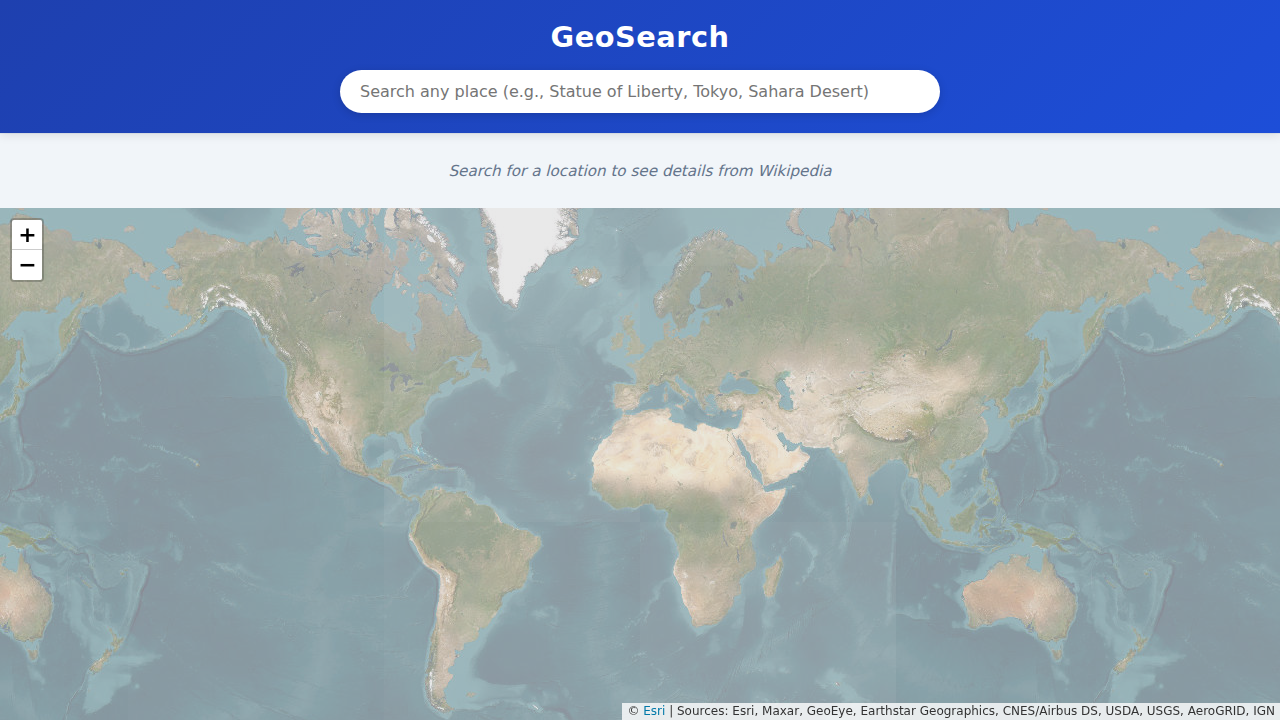 GeoSearch
Search any place (e.g., Statue of Liberty, Tokyo, Sahara Desert)
Search for a location to see details from Wikipedia
+
−
© Esri | Sources: Esri, Maxar, GeoEye, Earthstar Geographics, CNES/Airbus DS, USDA, USGS, AeroGRID, IGN